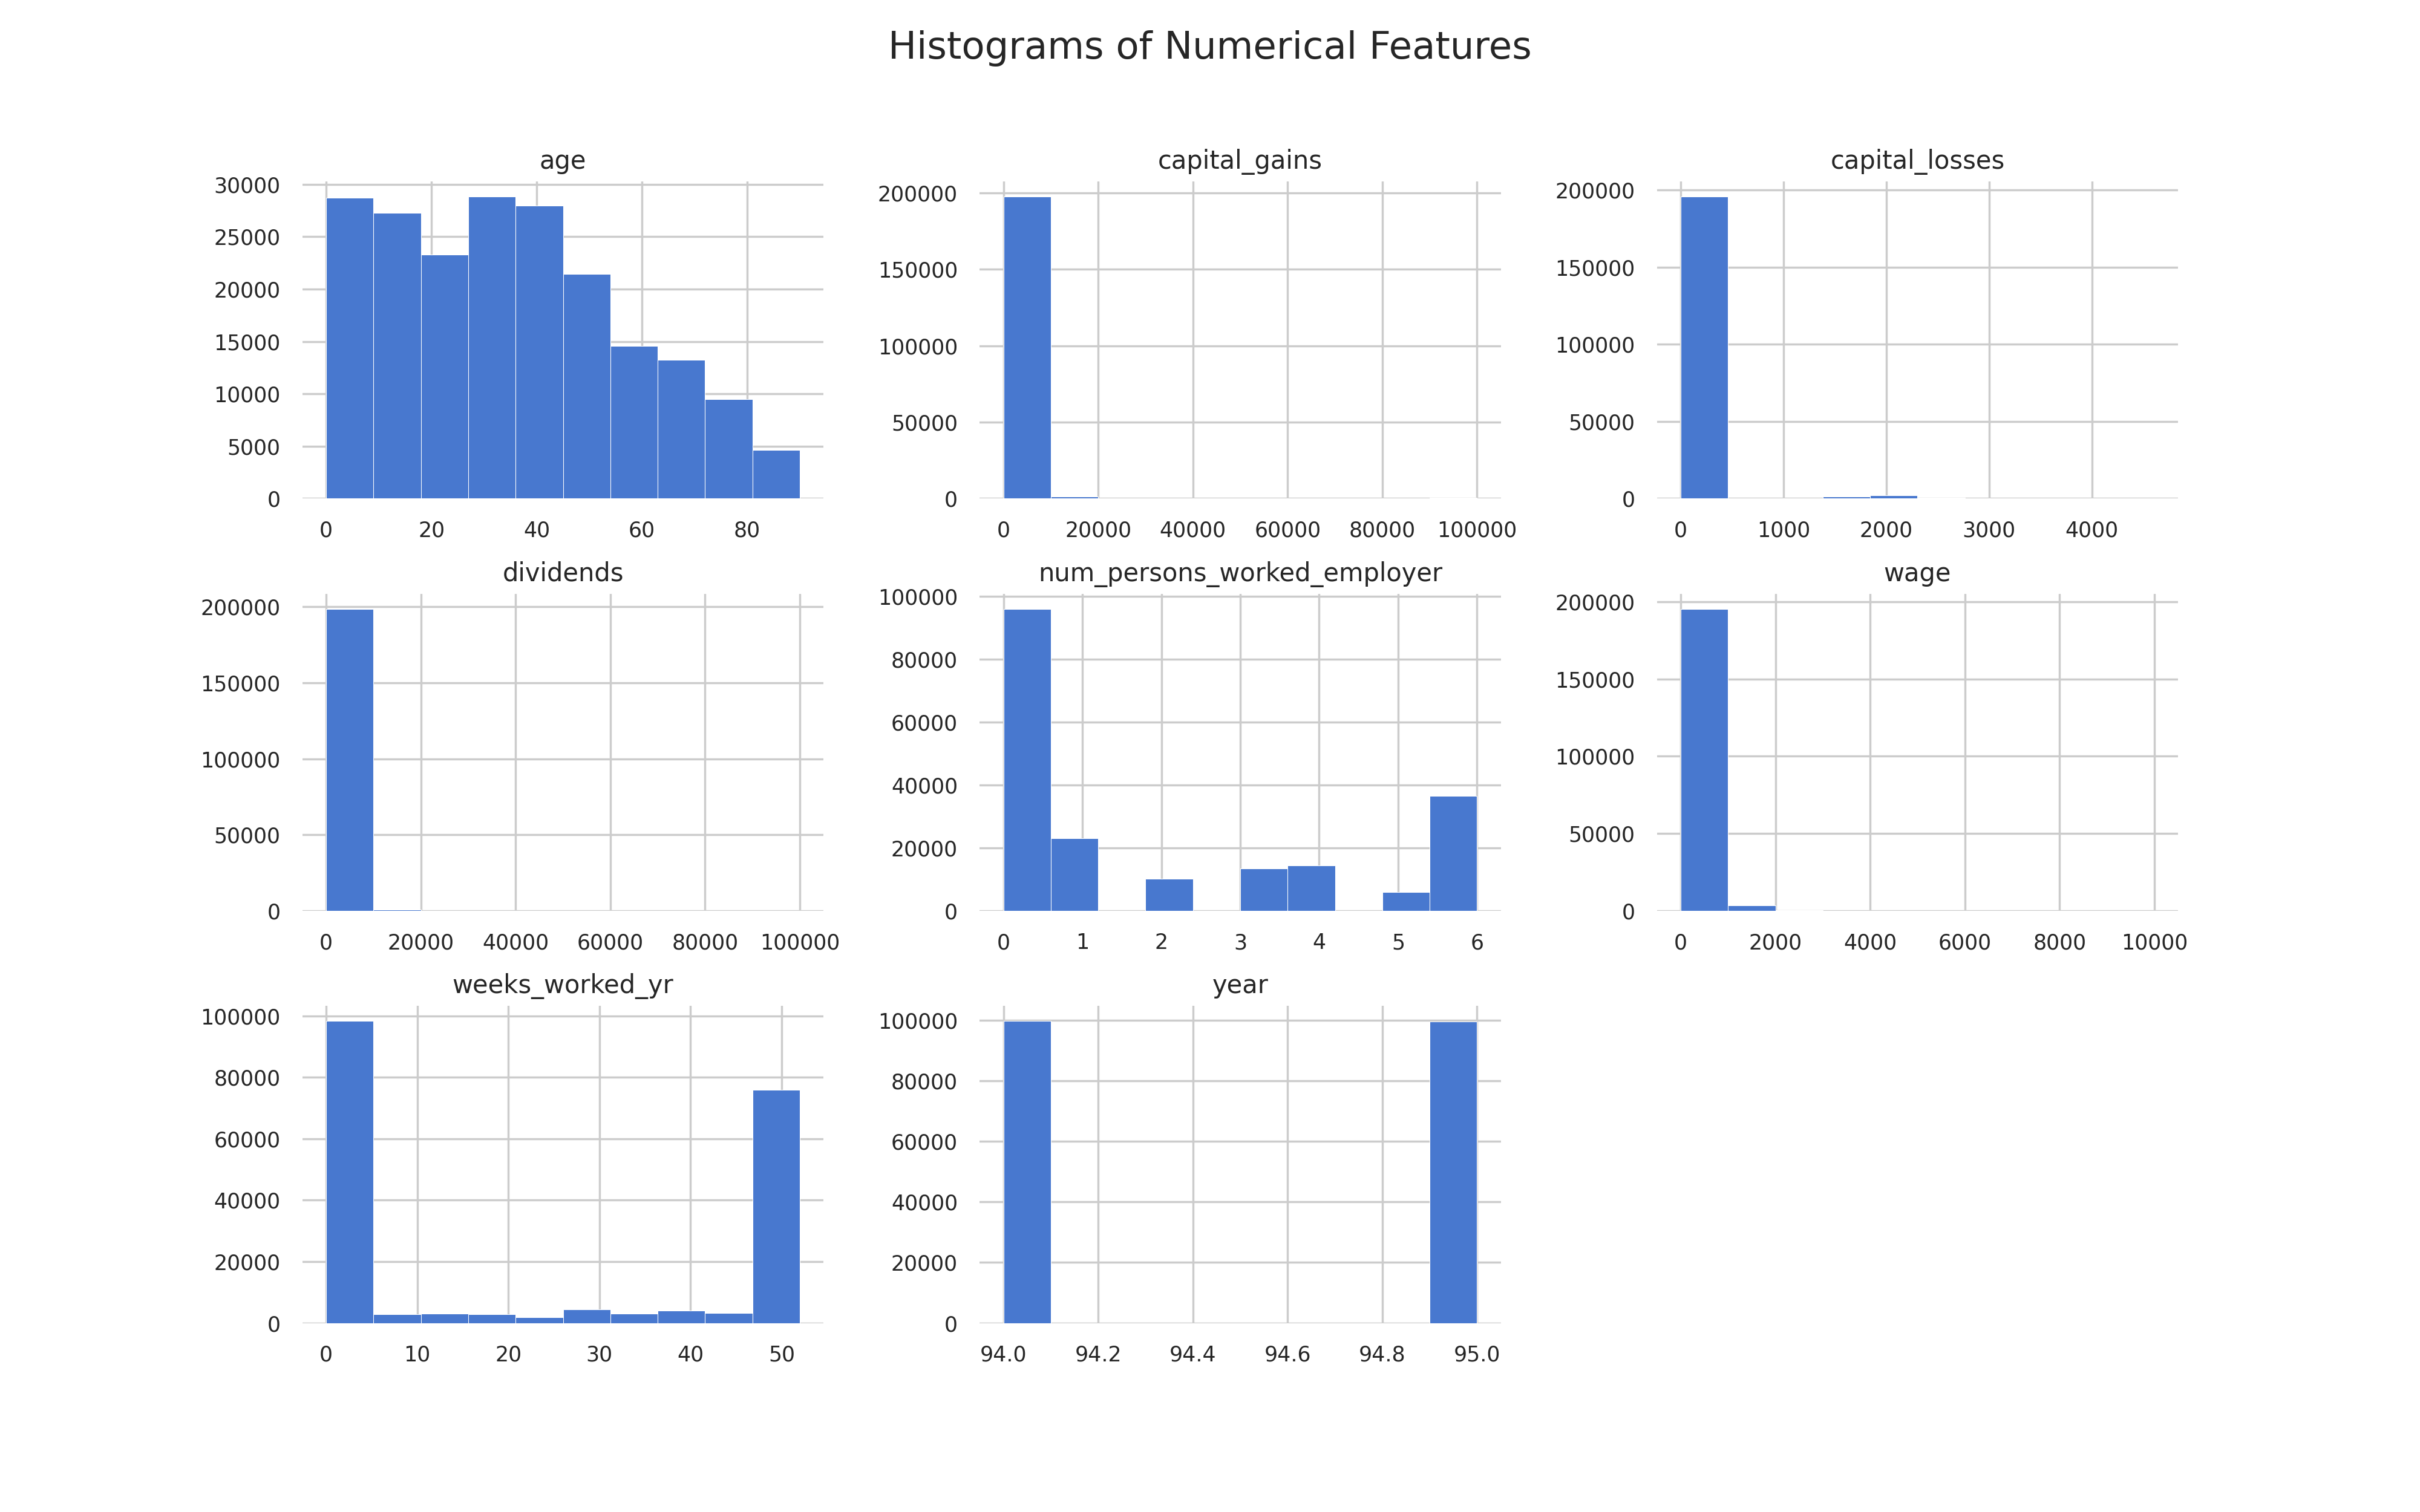 Histograms of Numerical Features
age
30000
25000
20000
15000
10000
5000
0
0 20 40 60 80
capital_gains
200000
150000
100000
50000
0
0 20000 40000 60000 80000 100000
capital_losses
200000
150000
100000
50000
0
0 1000 2000 3000 4000
dividends
200000
150000
100000
50000
0
0 20000 40000 60000 80000 100000
num_persons_worked_employer
100000
80000
60000
40000
20000
0
0 1 2 3 4 5 6
wage
200000
150000
100000
50000
0
0 2000 4000 6000 8000 10000
weeks_worked_yr
100000
80000
60000
40000
20000
0
0 10 20 30 40 50
year
100000
80000
60000
40000
20000
0
94.0 94.2 94.4 94.6 94.8 95.0